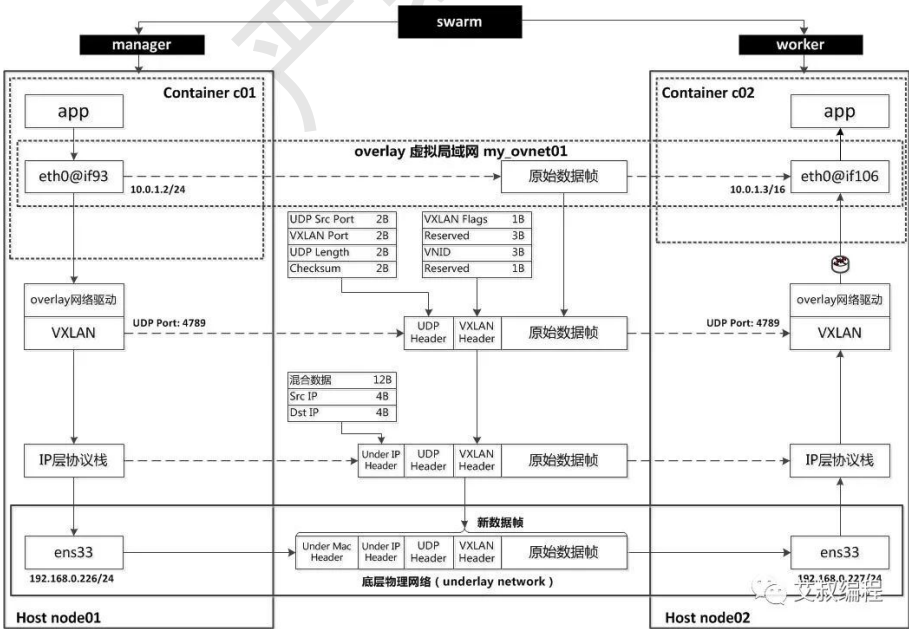 swarm
manager
worker
Container c01
Container c02
app
app
overlay 虚拟局域网 my_ovnet01
eth0@if93
原始数据帧
eth0@if106
10.0.1.2/24
10.0.1.3/16
UDP Src Port 2B
VXLAN Port 2B
UDP Length 2B
Checksum 2B
VXLAN Flags 1B
Reserved 3B
VNID 3B
Reserved 1B
overlay网络驱动
VXLAN
UDP Port: 4789
UDP Header
VXLAN Header
原始数据帧
UDP Port: 4789
overlay网络驱动
VXLAN
混合数据 12B
Src IP 4B
Dst IP 4B
IP层协议栈
Under IP Header
UDP Header
VXLAN Header
原始数据帧
IP层协议栈
新数据帧
ens33
Under Mac Header
Under IP Header
UDP Header
VXLAN Header
原始数据帧
ens33
192.168.0.226/24
底层物理网络（underlay network）
192.168.0.227/24
艾叔编程
Host node01
Host node02